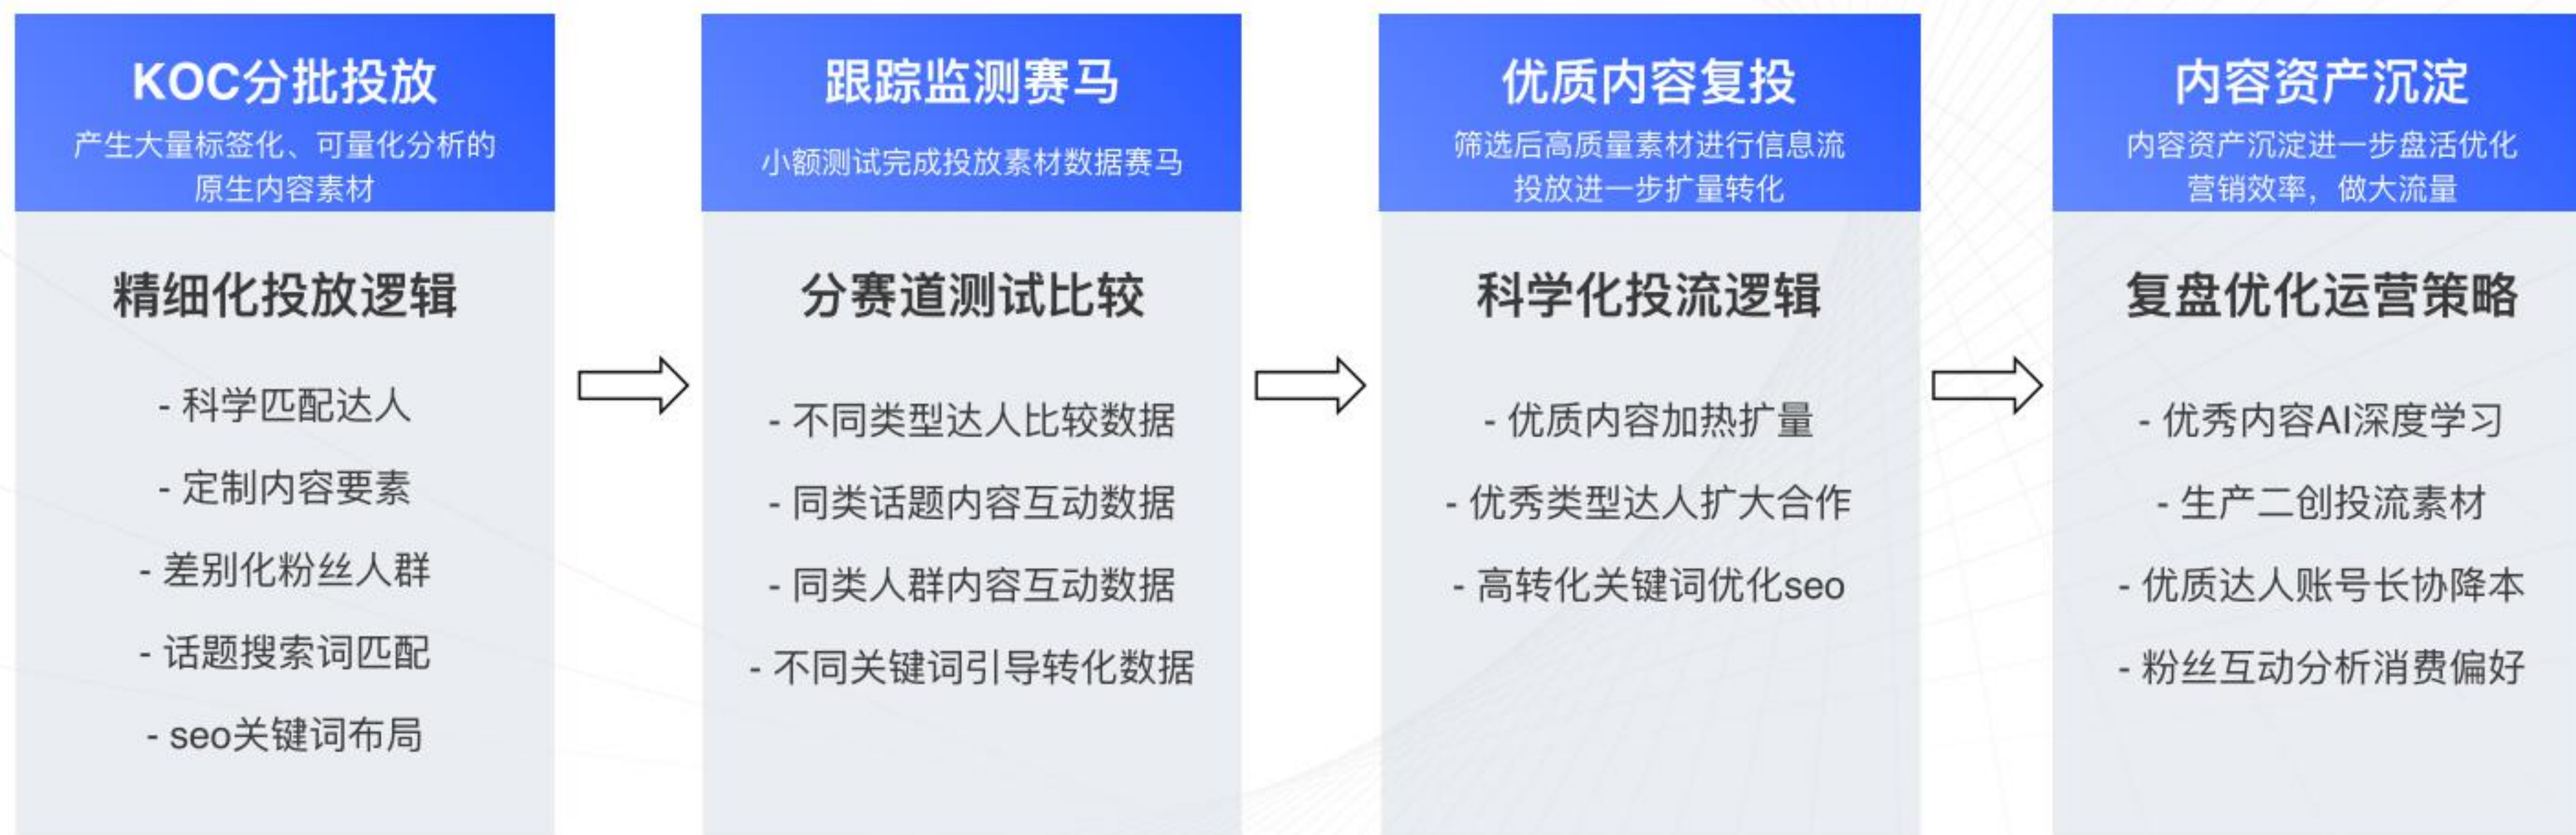 KOC分批投放
产生大量标签化、可量化分析的
原生内容素材
精细化投放逻辑
- 科学匹配达人
- 定制内容要素
- 差别化粉丝人群
- 话题搜索词匹配
- seo关键词布局
跟踪监测赛马
小额测试完成投放素材数据赛马
分赛道测试比较
- 不同类型达人比较数据
- 同类话题内容互动数据
- 同类人群内容互动数据
- 不同关键词引导转化数据
优质内容复投
筛选后高质量素材进行信息流
投放进一步扩量转化
科学化投流逻辑
- 优质内容加热扩量
- 优秀类型达人扩大合作
- 高转化关键词优化seo
内容资产沉淀
内容资产沉淀进一步盘活优化
营销效率，做大流量
复盘优化运营策略
- 优秀内容AI深度学习
- 生产二创投流素材
- 优质达人账号长协降本
- 粉丝互动分析消费偏好